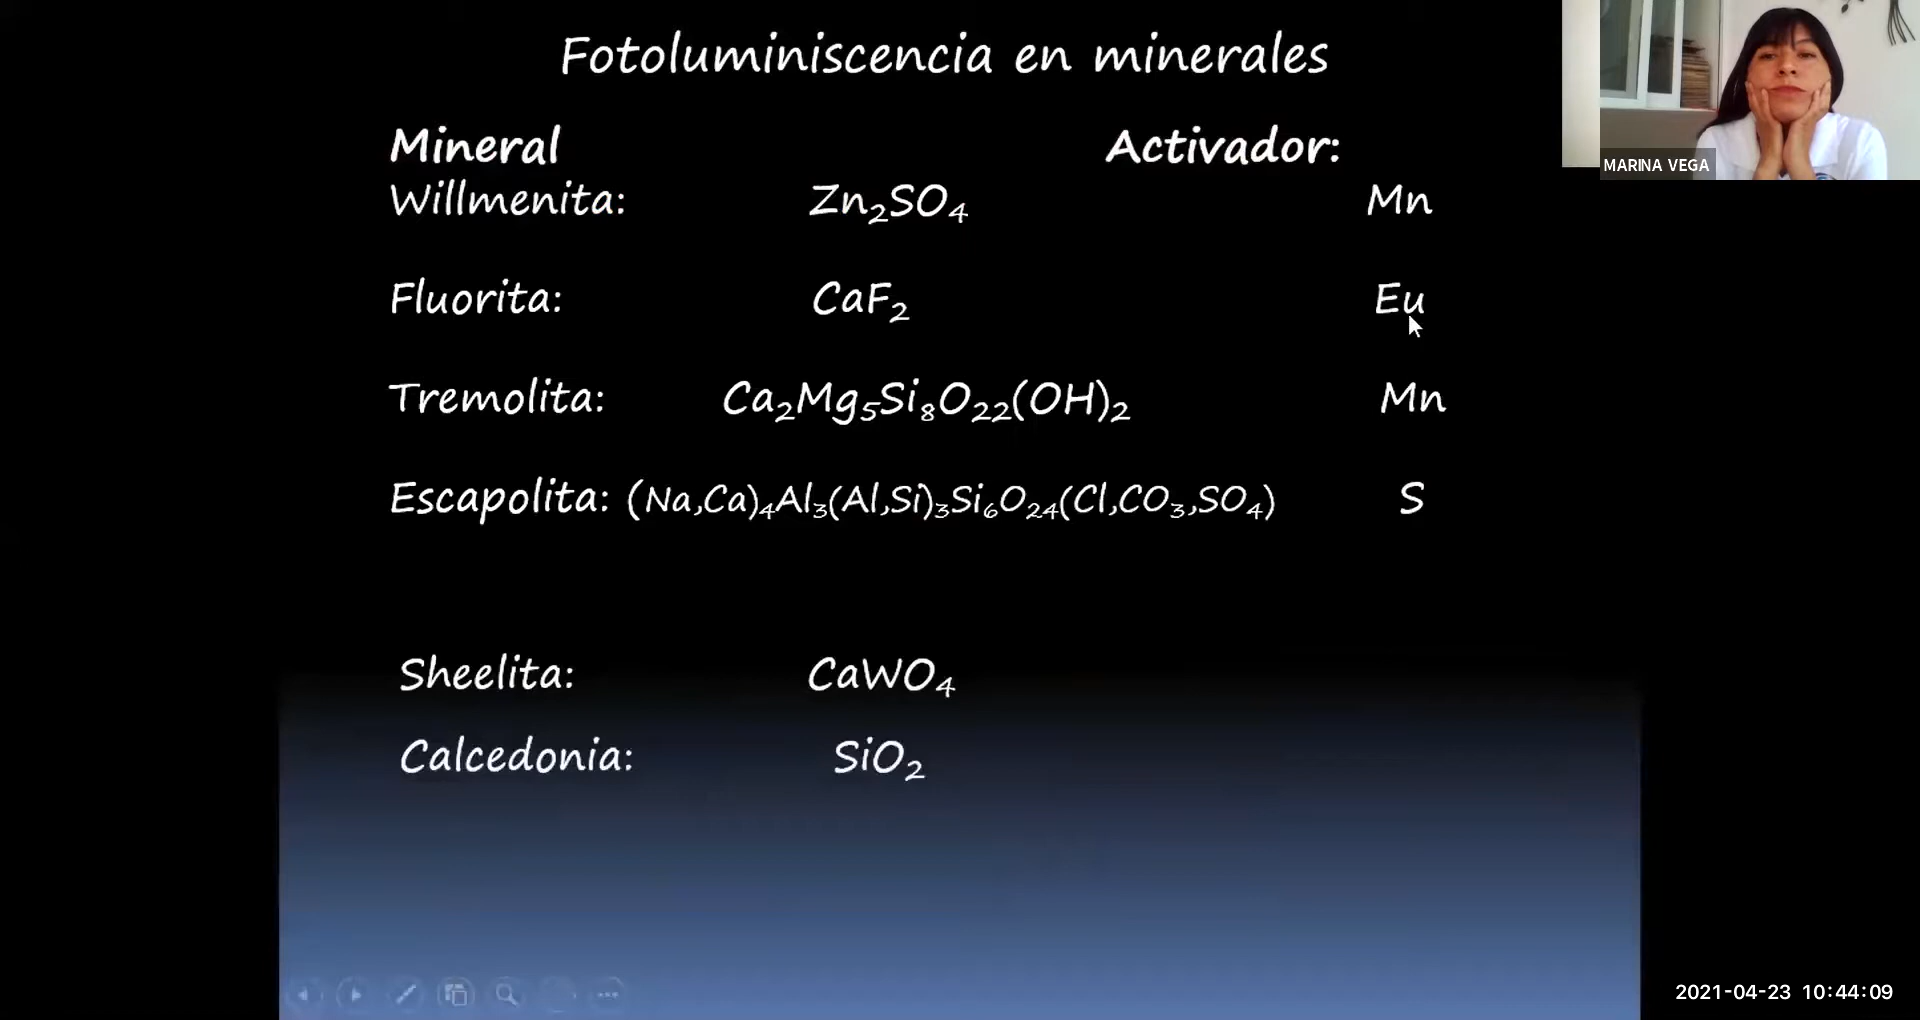 Fotoluminiscencia en minerales
Mineral Activador:
Willmenita: Zn₂SO₄ Mn
Fluorita: CaF₂ Eu
Tremolita: Ca₂Mg₅Si₈O₂₂(OH)₂ Mn
Escapolita: (Na,Ca)₄Al₃(Al,Si)₃Si₆O₂₄(Cl,CO₃,SO₄) S
Sheelita: CaWO₄
Calcedonia: SiO₂
MARINA VEGA
2021-04-23 10:44:09